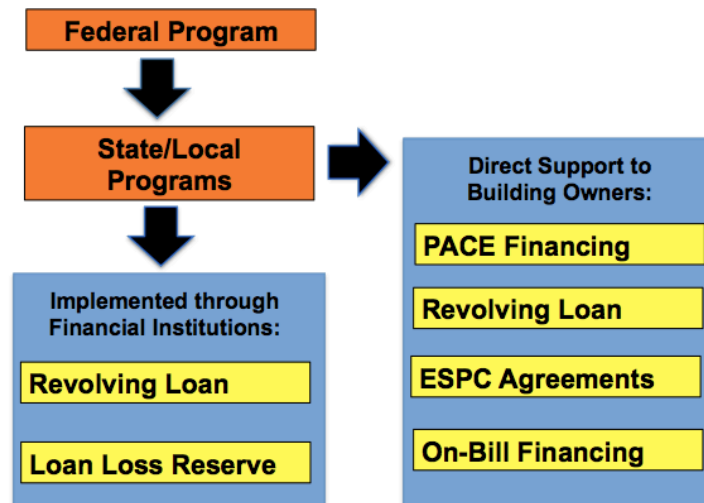 Federal Program
State/Local
Programs
Direct Support to
Building Owners:
PACE Financing
Revolving Loan
ESPC Agreements
On-Bill Financing
Implemented through
Financial Institutions:
Revolving Loan
Loan Loss Reserve